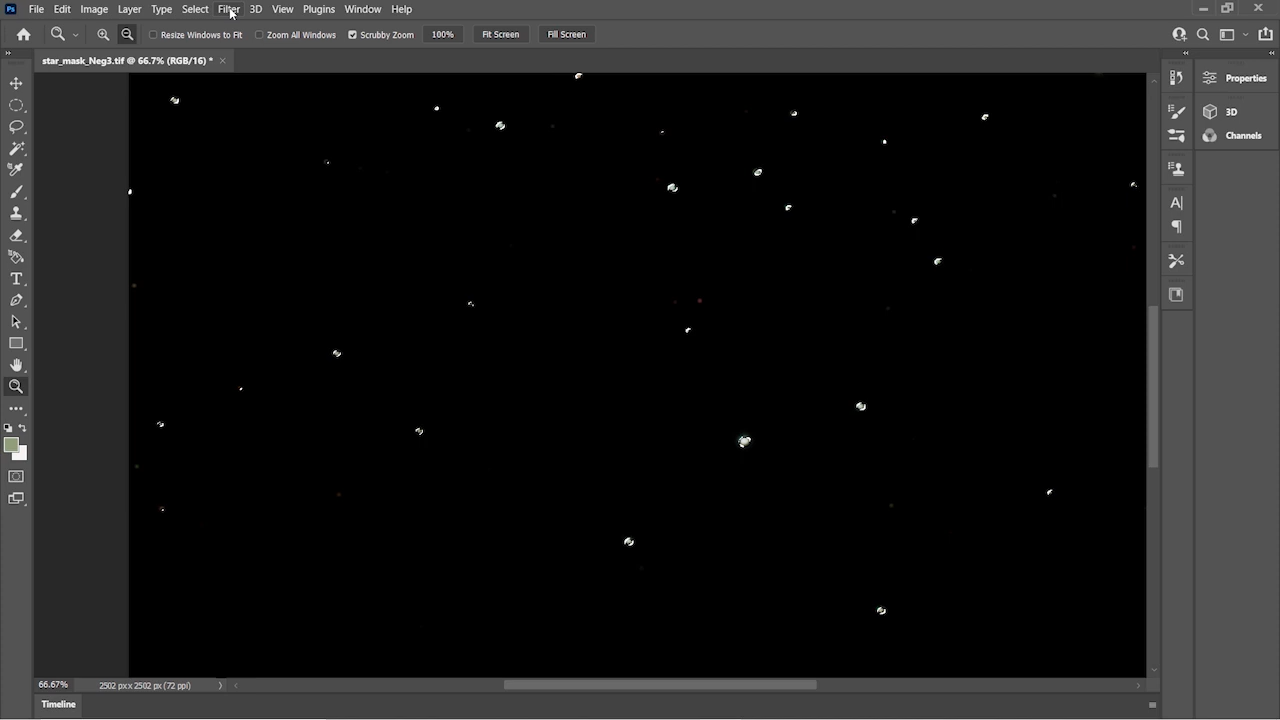 Ps File Edit Image Layer Type Select Filter 3D View Plugins Window Help
Resize Windows to Fit Zoom All Windows Scrubby Zoom 100% Fit Screen Fill Screen
star_mask_Neg3.tif @ 66.7% (RGB/16) *
Properties
3D
Channels
66.67% 2502 px x 2502 px (72 ppi)
Timeline